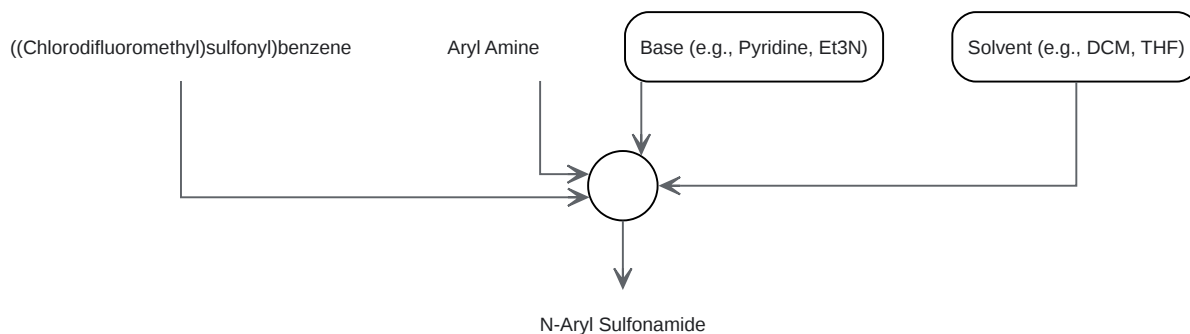 ((Chlorodifluoromethyl)sulfonyl)benzene
Aryl Amine
Base (e.g., Pyridine, Et3N)
Solvent (e.g., DCM, THF)
N-Aryl Sulfonamide